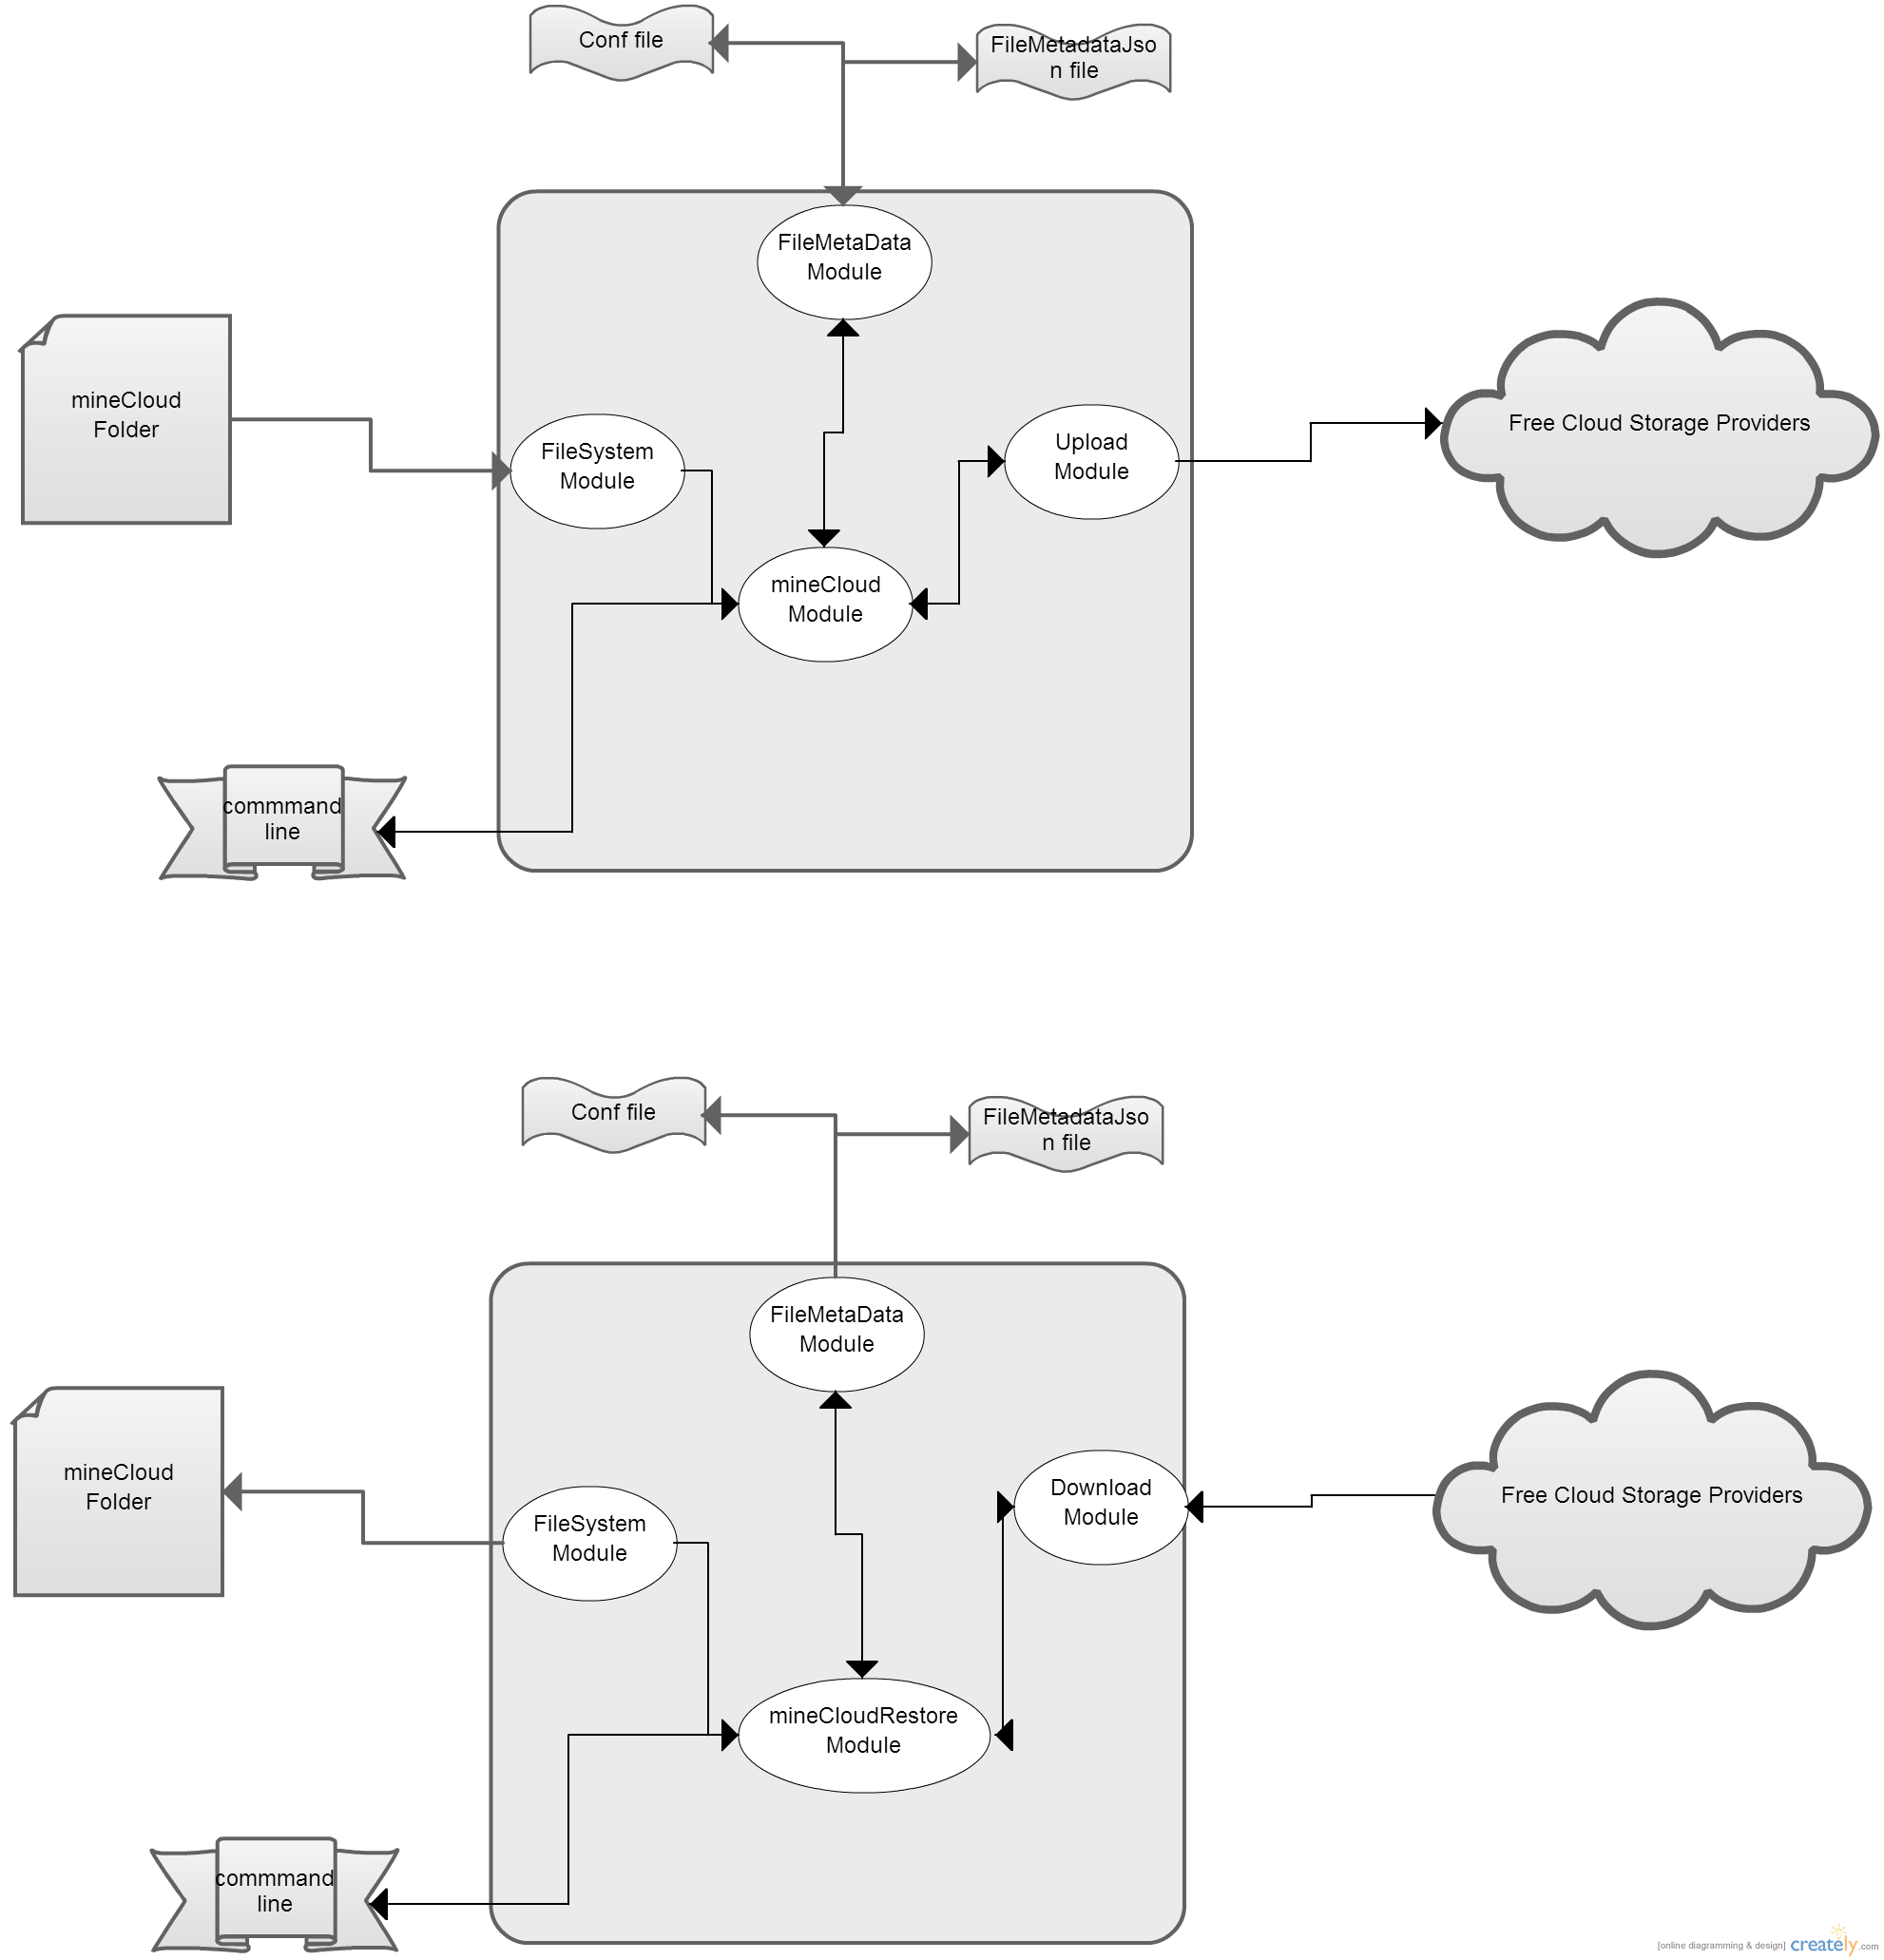 Conf file
FileMetadataJso
n file
FileMetaData
Module
mineCloud
Folder
FileSystem
Module
Upload
Module
Free Cloud Storage Providers
mineCloud
Module
commmand
line
Conf file
FileMetadataJso
n file
FileMetaData
Module
mineCloud
Folder
FileSystem
Module
Download
Module
Free Cloud Storage Providers
mineCloudRestore
Module
commmand
line
[online diagramming & design] creately.com